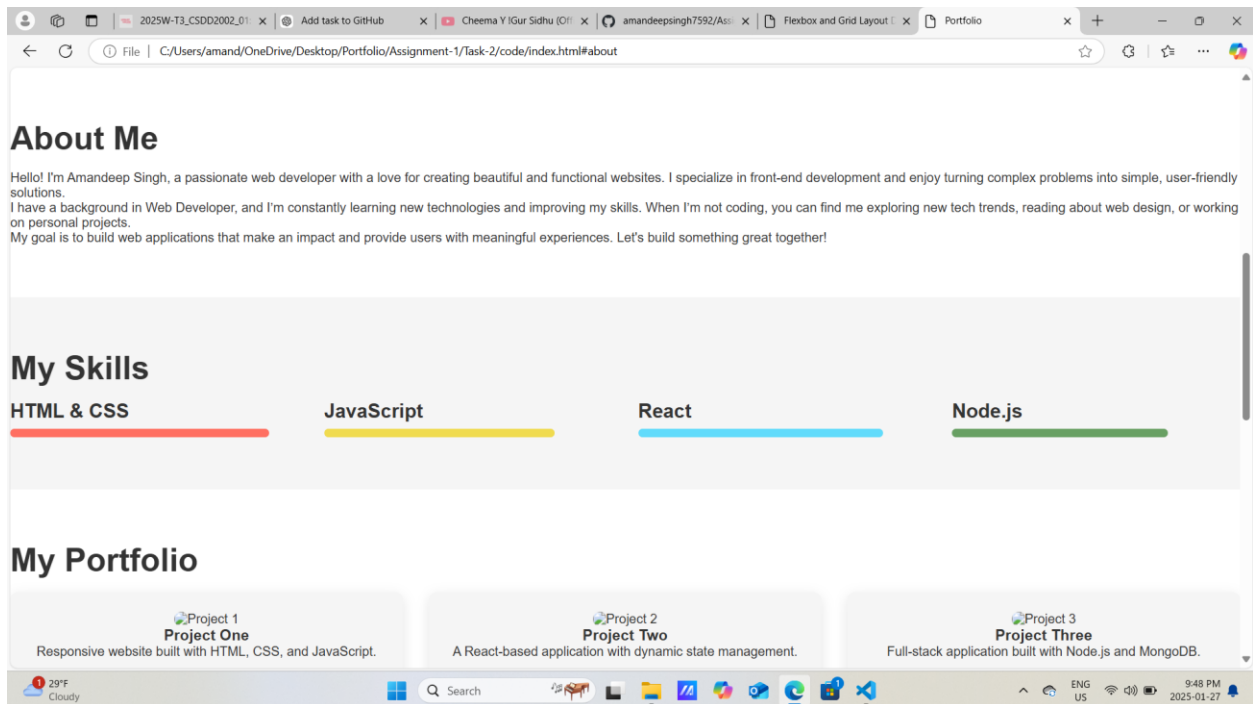 2025W-T3_CSDD2002_01
Add task to GitHub
Cheema Y !Gur Sidhu (Off
amandeepsingh7592/Ass
Flexbox and Grid Layout
Portfolio
File
C:/Users/amand/OneDrive/Desktop/Portfolio/Assignment-1/Task-2/code/index.html#about
About Me
Hello! I'm Amandeep Singh, a passionate web developer with a love for creating beautiful and functional websites. I specialize in front-end development and enjoy turning complex problems into simple, user-friendly
solutions.
I have a background in Web Developer, and I'm constantly learning new technologies and improving my skills. When I'm not coding, you can find me exploring new tech trends, reading about web design, or working
on personal projects.
My goal is to build web applications that make an impact and provide users with meaningful experiences. Let's build something great together!
My Skills
HTML & CSS JavaScript React Node.js
My Portfolio
Project 1 Project 2 Project 3
Project One Project Two Project Three
Responsive website built with HTML, CSS, and JavaScript. A React-based application with dynamic state management. Full-stack application built with Node.js and MongoDB.
1 29°F
Cloudy
Search
ENG
US
9:48 PM
2025-01-27